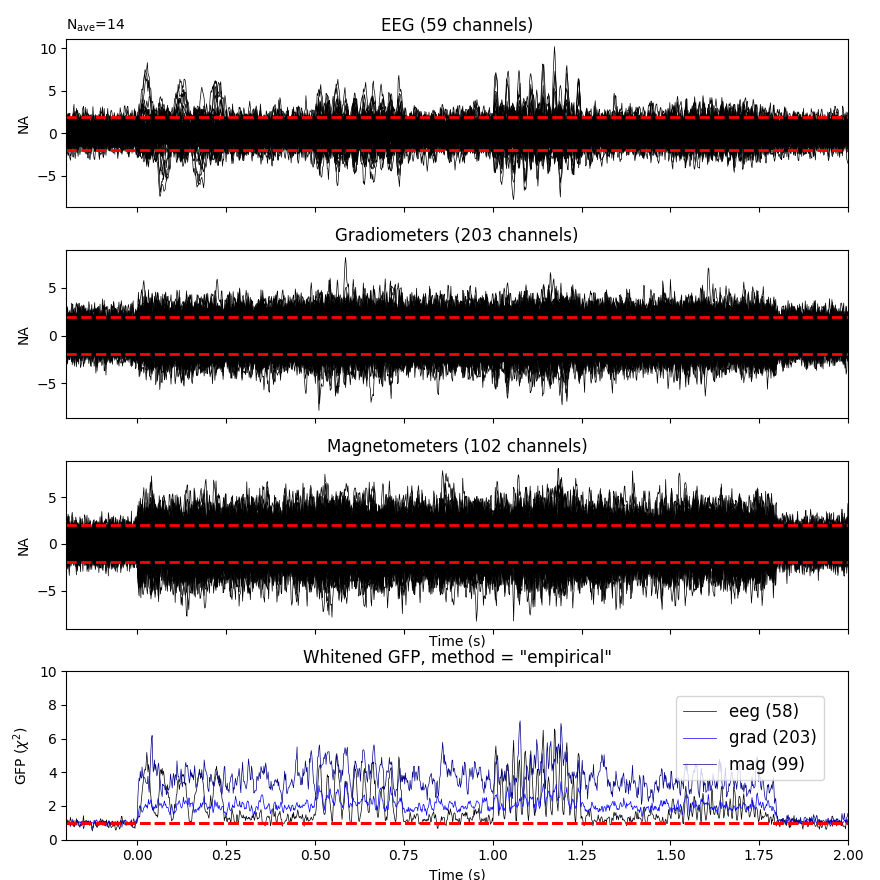 Nave=14
EEG (59 channels)
10
5
0
−5
NA
Gradiometers (203 channels)
5
0
−5
NA
Magnetometers (102 channels)
5
0
−5
NA
Time (s)
Whitened GFP, method = "empirical"
10
8
6
4
2
0
GFP (χ²)
eeg (58)
grad (203)
mag (99)
0.00 0.25 0.50 0.75 1.00 1.25 1.50 1.75 2.00
Time (s)